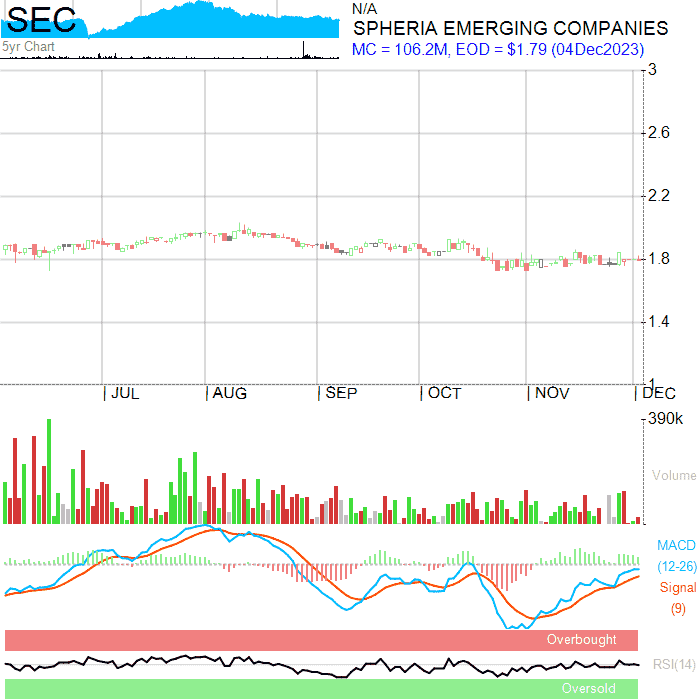 SEC
5yr Chart
N/A
SPHERIA EMERGING COMPANIES
MC = 106.2M, EOD = $1.79 (04Dec2023)
3
2.6
2.2
1.8
1.4
1
| JUL | AUG | SEP | OCT | NOV | DEC
390k
Volume
MACD
(12-26)
Signal
(9)
Overbought
RSI(14)
Oversold